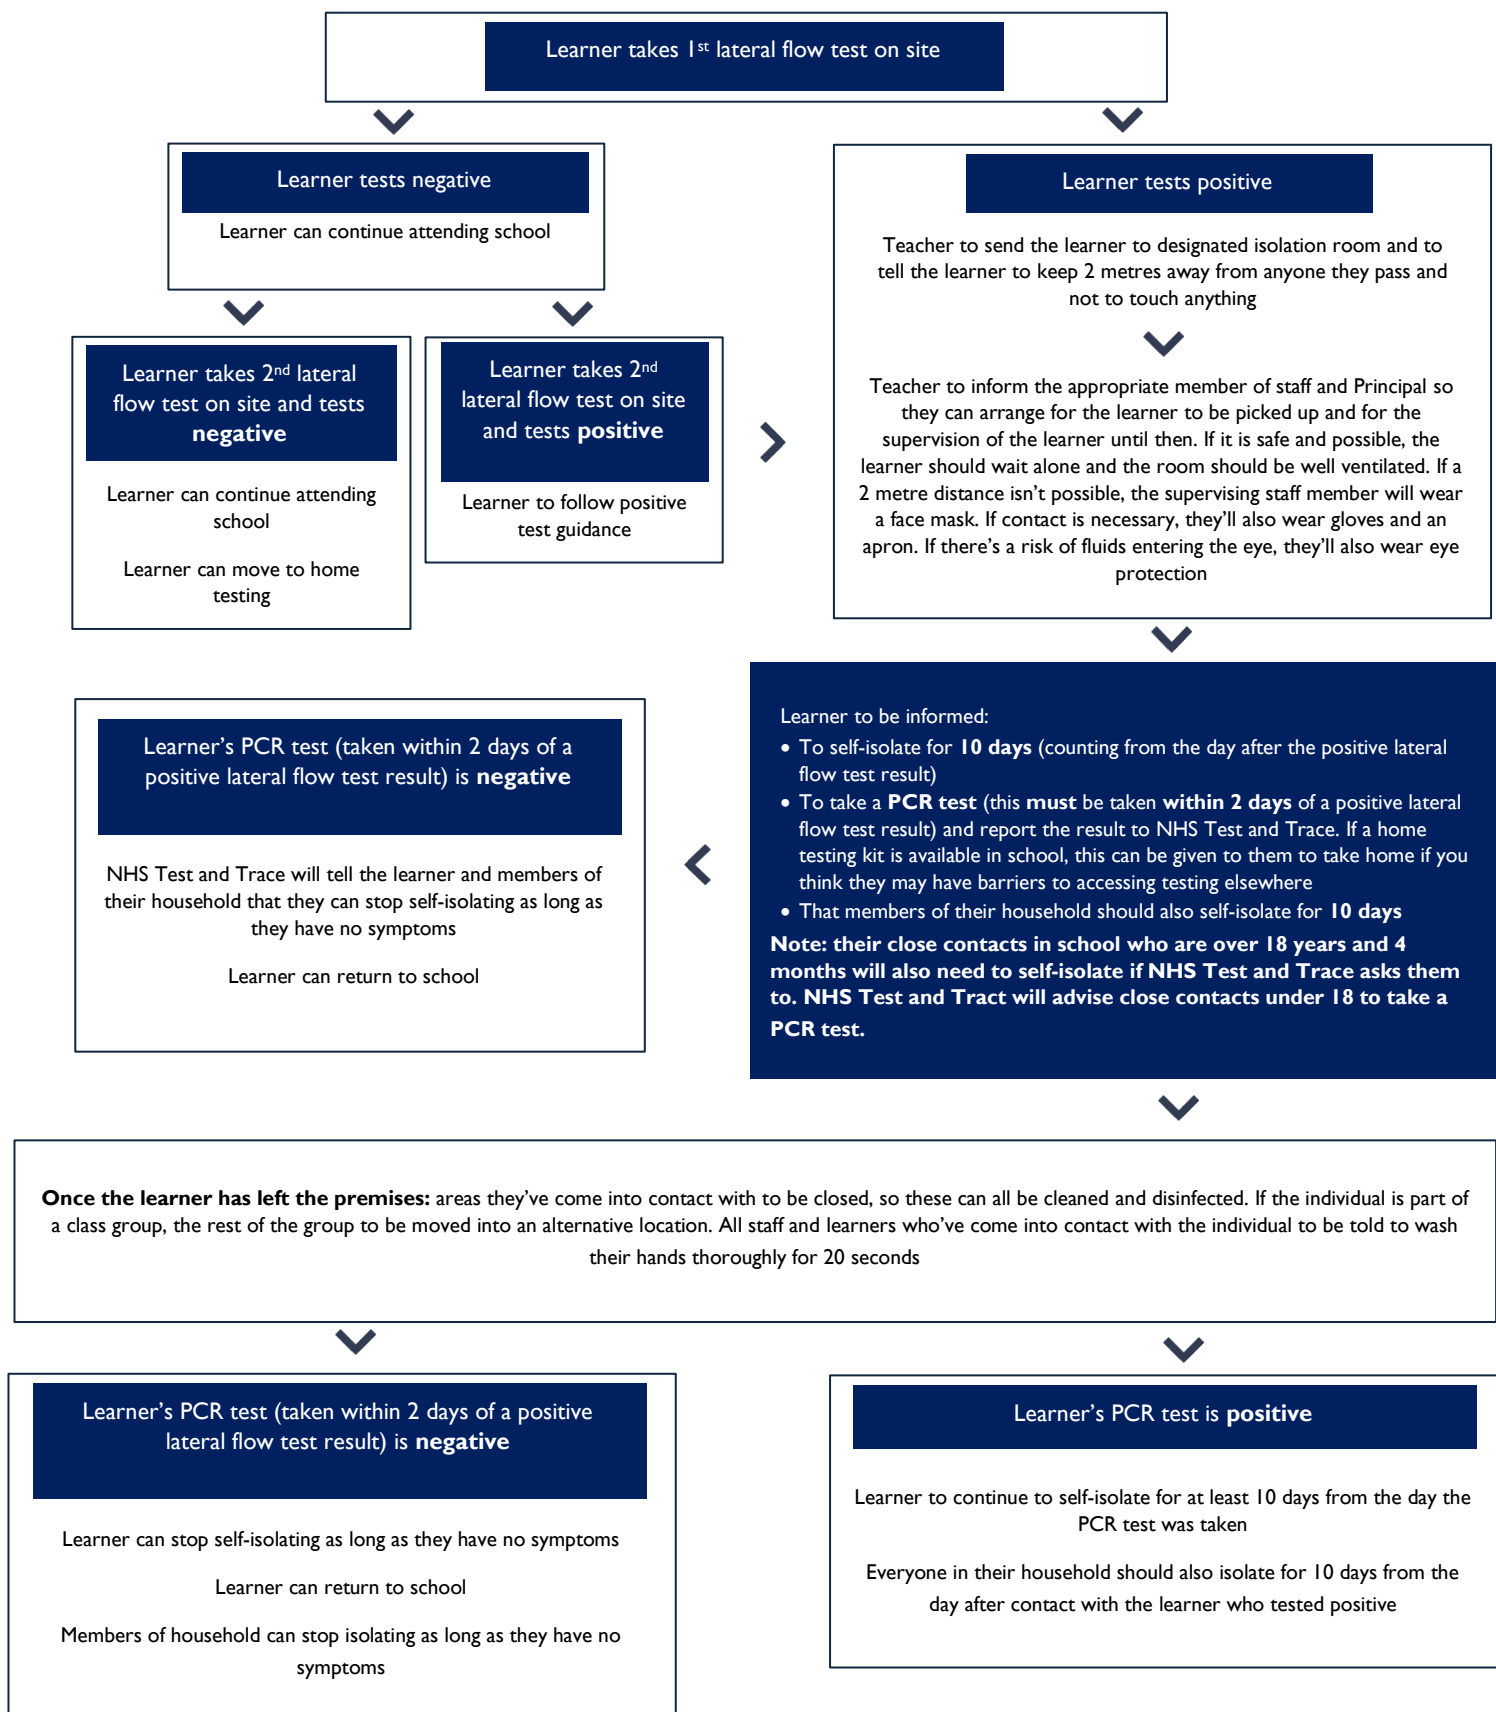 Learner takes 1st lateral flow test on site
Learner tests negative
Learner can continue attending school
Learner tests positive
Teacher to send the learner to designated isolation room and to
tell the learner to keep 2 metres away from anyone they pass and
not to touch anything
Teacher to inform the appropriate member of staff and Principal so
they can arrange for the learner to be picked up and for the
supervision of the learner until then. If it is safe and possible, the
learner should wait alone and the room should be well ventilated. If a
2 metre distance isn’t possible, the supervising staff member will wear
a face mask. If contact is necessary, they’ll also wear gloves and an
apron. If there’s a risk of fluids entering the eye, they’ll also wear eye
protection
Learner takes 2nd lateral
flow test on site and tests
negative
Learner can continue attending
school
Learner can move to home
testing
Learner takes 2nd
lateral flow test on site
and tests positive
Learner to follow positive
test guidance
Learner to be informed:
• To self-isolate for 10 days (counting from the day after the positive lateral
flow test result)
• To take a PCR test (this must be taken within 2 days of a positive lateral
flow test result) and report the result to NHS Test and Trace. If a home
testing kit is available in school, this can be given to them to take home if you
think they may have barriers to accessing testing elsewhere
• That members of their household should also self-isolate for 10 days
Note: their close contacts in school who are over 18 years and 4
months will also need to self-isolate if NHS Test and Trace asks them
to. NHS Test and Tract will advise close contacts under 18 to take a
PCR test.
Learner’s PCR test (taken within 2 days of a
positive lateral flow test result) is negative
NHS Test and Trace will tell the learner and members of
their household that they can stop self-isolating as long as
they have no symptoms
Learner can return to school
Once the learner has left the premises: areas they’ve come into contact with to be closed, so these can all be cleaned and disinfected. If the individual is part of
a class group, the rest of the group to be moved into an alternative location. All staff and learners who’ve come into contact with the individual to be told to wash
their hands thoroughly for 20 seconds
Learner’s PCR test (taken within 2 days of a positive
lateral flow test result) is negative
Learner can stop self-isolating as long as they have no symptoms
Learner can return to school
Members of household can stop isolating as long as they have no
symptoms
Learner’s PCR test is positive
Learner to continue to self-isolate for at least 10 days from the day the
PCR test was taken
Everyone in their household should also isolate for 10 days from the
day after contact with the learner who tested positive